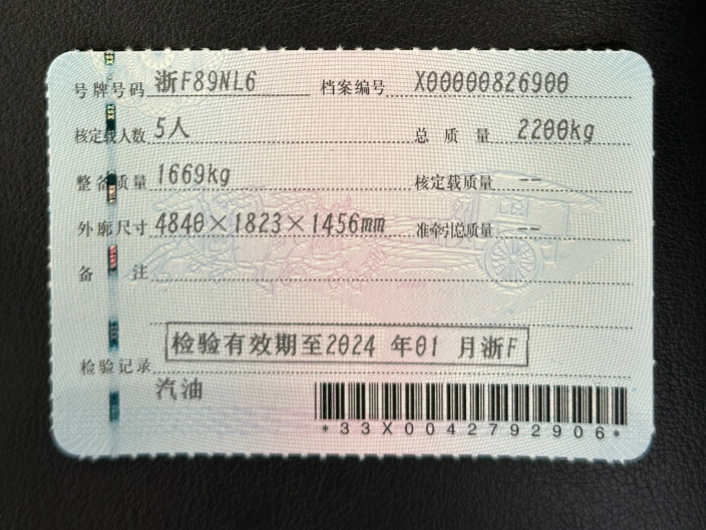 号牌号码 浙F89NL6 档案编号 X00000826900
核定载人数 5人 总质量 2200kg
整备质量 1669kg 核定载质量 --
外廓尺寸 4840×1823×1456mm 准牵引总质量 --
备注
检验有效期至2024 年01 月浙F
检验记录
汽油
*33X0042792906*